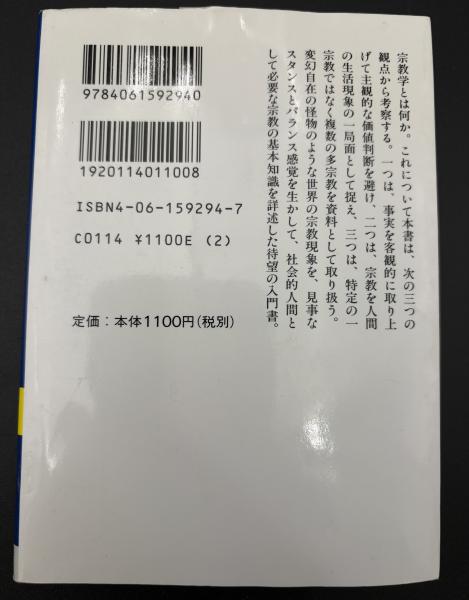 宗教学とは何か。これについて本書は、次の三つの
観点から考察する。一つは、事実を客観的に取り上
げて主観的な価値判断を避け、二つは、宗教を人間
の生活現象の一局面として捉え、三つは、特定の一
宗教ではなく複数の多宗教を資料として取り扱う。
変幻自在の怪物のような世界の宗教現象を、見事な
スタンスとバランス感覚を生かして、社会的人間と
して必要な宗教の基本知識を詳述した待望の入門書。
9784061592940
1920114011008
ISBN4-06-159294-7
C0114 ¥1100E (2)
定価：本体1100円(税別)